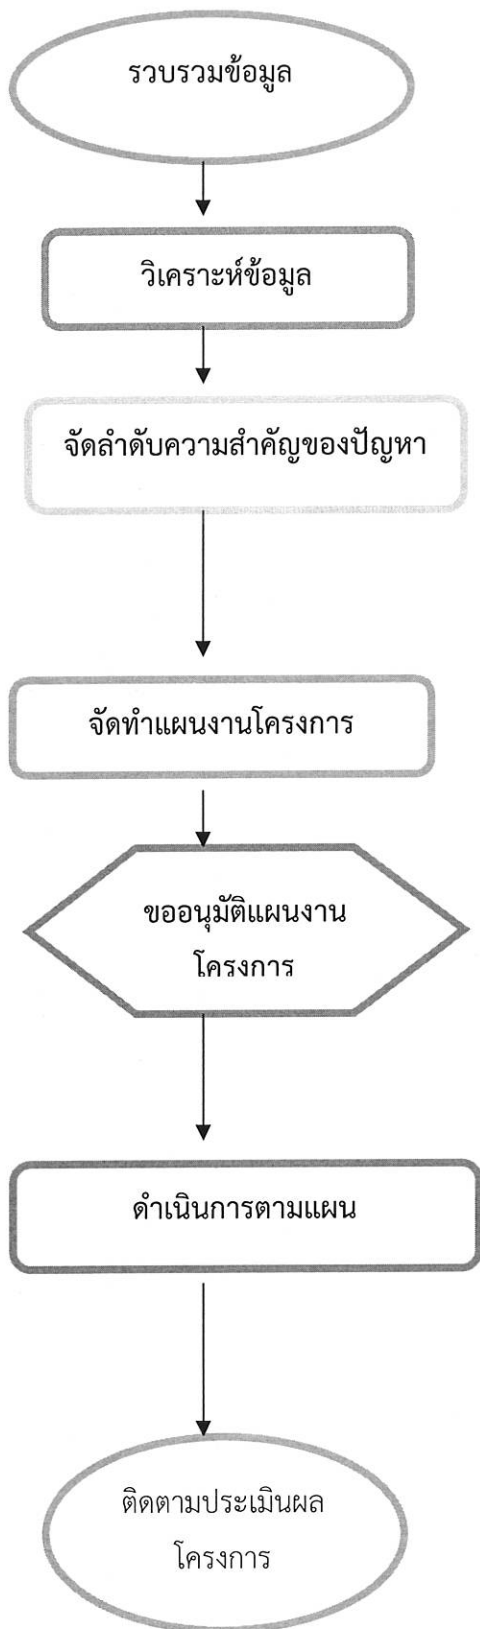 รวบรวมข้อมูล
วิเคราะห์ข้อมูล
จัดลำดับความสำคัญของปัญหา
จัดทำแผนงานโครงการ
ขออนุมัติแผนงาน
โครงการ
ดำเนินการตามแผน
ติดตามประเมินผล
โครงการ